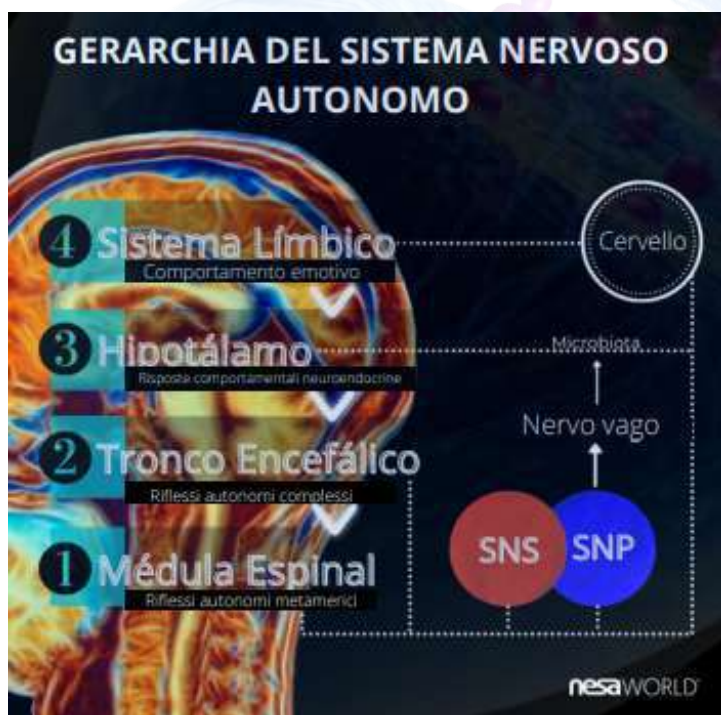 GERARCHIA DEL SISTEMA NERVOSO
AUTONOMO
4 Sistema Límbico
Comportamento emotivo
Cervello
3 Hipotálamo
Risposte comportamentali neuroendocrine
Microbiota
Nervo vago
2 Tronco Encefálico
Riflessi autonomi complessi
SNS SNP
1 Médula Espinal
Riflessi autonomi metamerici
nesaWORLD